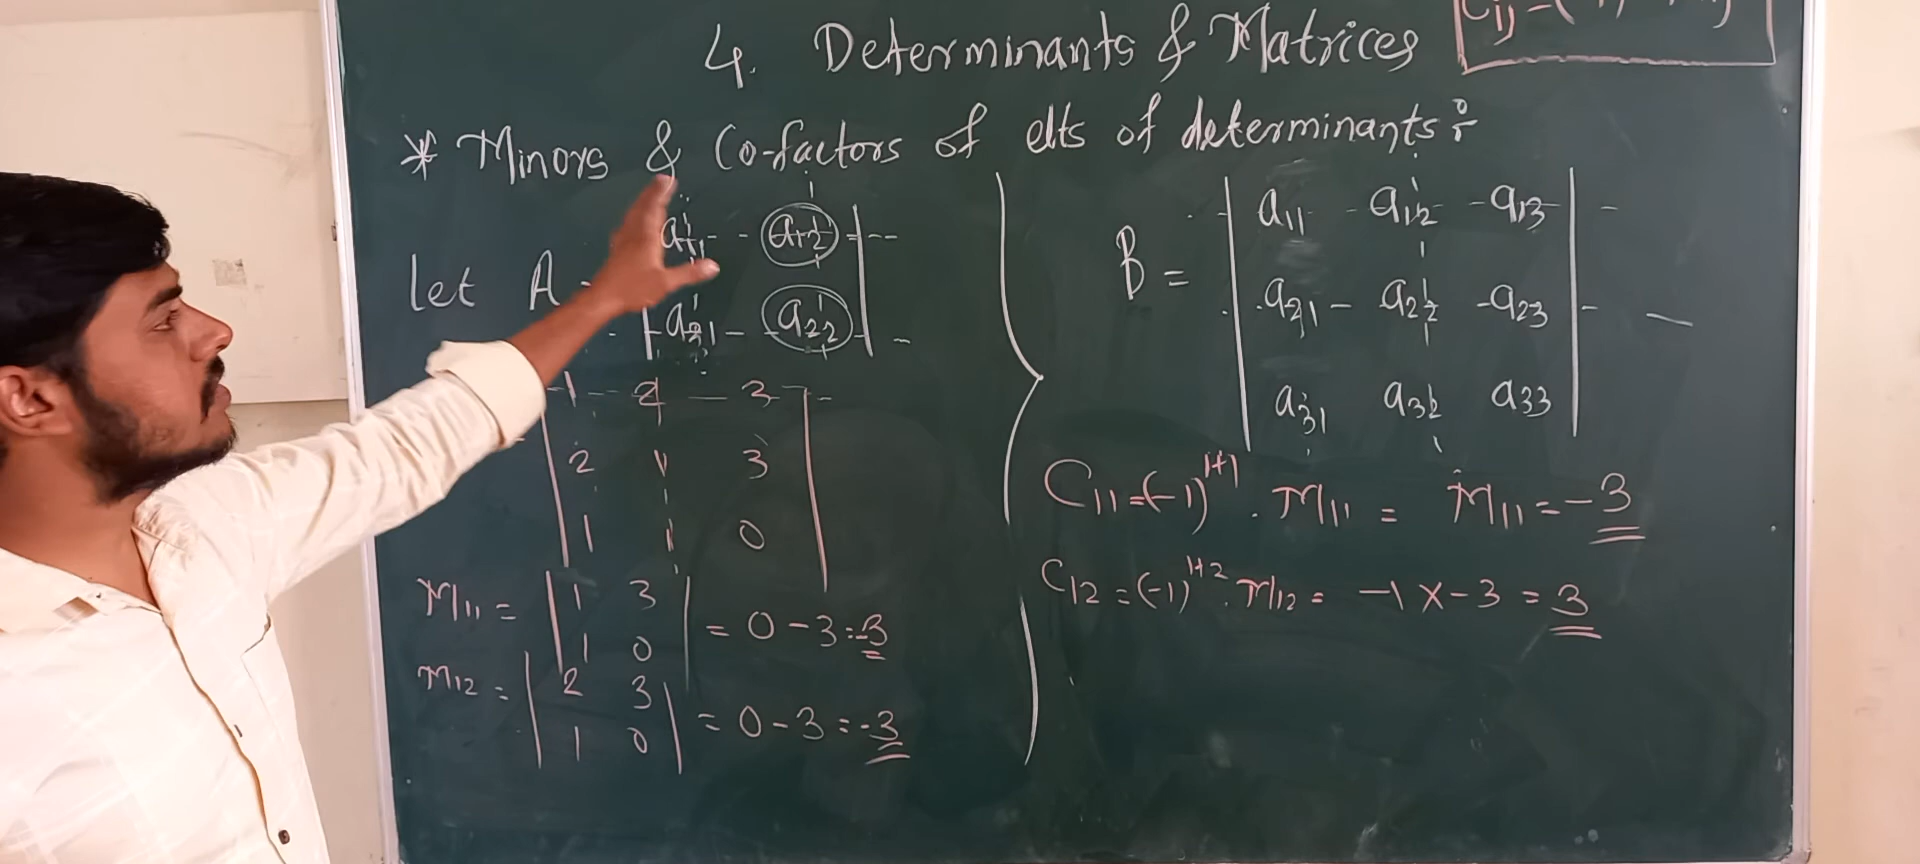 4. Determinants & Matrices
* Minors & Co-factors of elts of determinants :-
let A
a11 a12
a21 a22
1 2 3
2 1 3
1 1 0
M11 = | 1 3 | = 0 - 3 = -3
1 0
M12 = | 2 3 | = 0 - 3 = -3
1 0
Cij = (
B = | a11 a12 a13 |
a21 a22 a23
a31 a32 a33
C11 = (-1)^1+1 . M11 = M11 = -3
C12 = (-1)^1+2 . M12 = -1 x -3 = 3